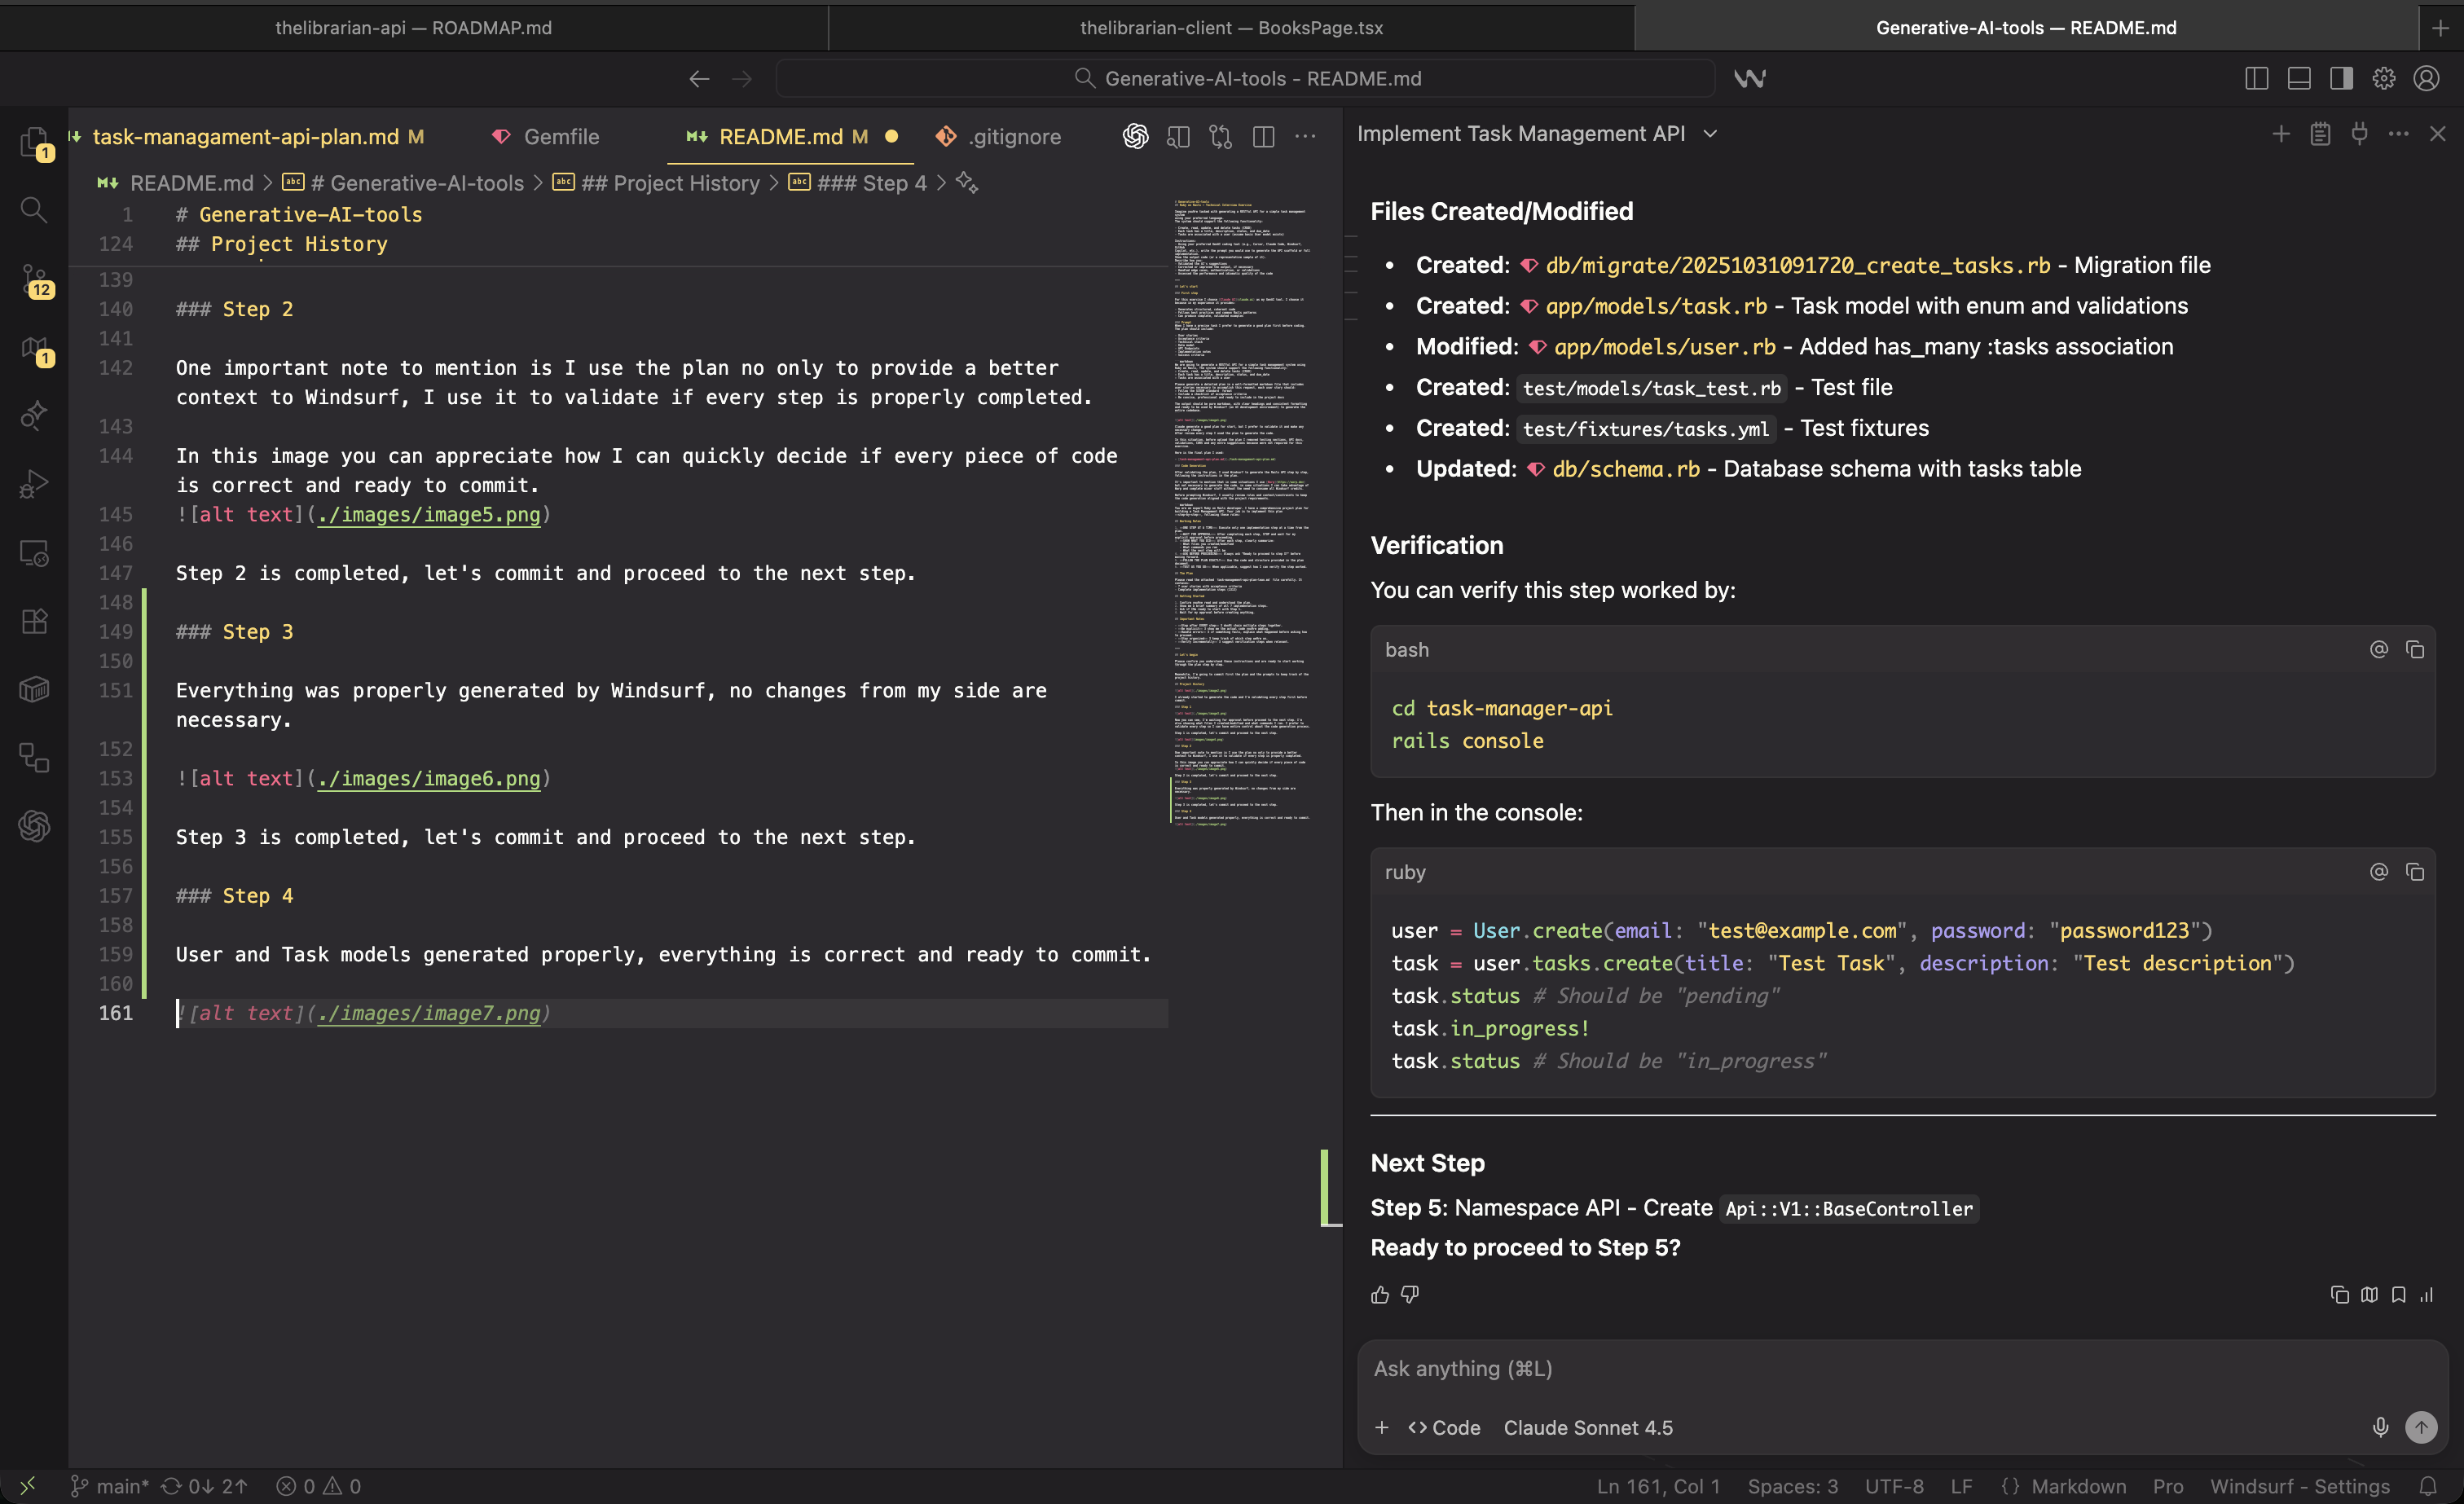 thelibrarian-api — ROADMAP.md
thelibrarian-client — BooksPage.tsx
Generative-AI-tools — README.md
Generative-AI-tools - README.md
1
12
1
task-managament-api-plan.md M
Gemfile
README.md M
.gitignore
README.md > # Generative-AI-tools > ## Project History > ### Step 4 >
1 # Generative-AI-tools
124 ## Project History
139
140 ### Step 2
141
142 One important note to mention is I use the plan no only to provide a better
context to Windsurf, I use it to validate if every step is properly completed.
143
144 In this image you can appreciate how I can quickly decide if every piece of code
is correct and ready to commit.
145 ![alt text](./images/image5.png)
146
147 Step 2 is completed, let's commit and proceed to the next step.
148
149 ### Step 3
150
151 Everything was properly generated by Windsurf, no changes from my side are
necessary.
152
153 ![alt text](./images/image6.png)
154
155 Step 3 is completed, let's commit and proceed to the next step.
156
157 ### Step 4
158
159 User and Task models generated properly, everything is correct and ready to commit.
160
161 ![alt text](./images/image7.png)
Implement Task Management API
Files Created/Modified
• Created: db/migrate/20251031091720_create_tasks.rb - Migration file
• Created: app/models/task.rb - Task model with enum and validations
• Modified: app/models/user.rb - Added has_many :tasks association
• Created: test/models/task_test.rb - Test file
• Created: test/fixtures/tasks.yml - Test fixtures
• Updated: db/schema.rb - Database schema with tasks table
Verification
You can verify this step worked by:
bash
cd task-manager-api
rails console
Then in the console:
ruby
user = User.create(email: "test@example.com", password: "password123")
task = user.tasks.create(title: "Test Task", description: "Test description")
task.status # Should be "pending"
task.in_progress!
task.status # Should be "in_progress"
Next Step
Step 5: Namespace API - Create Api::V1::BaseController
Ready to proceed to Step 5?
Ask anything (⌘L)
+ <> Code Claude Sonnet 4.5
main* 0↓ 2↑ 0 0
Ln 161, Col 1 Spaces: 3 UTF-8 LF {} Markdown Pro Windsurf - Settings